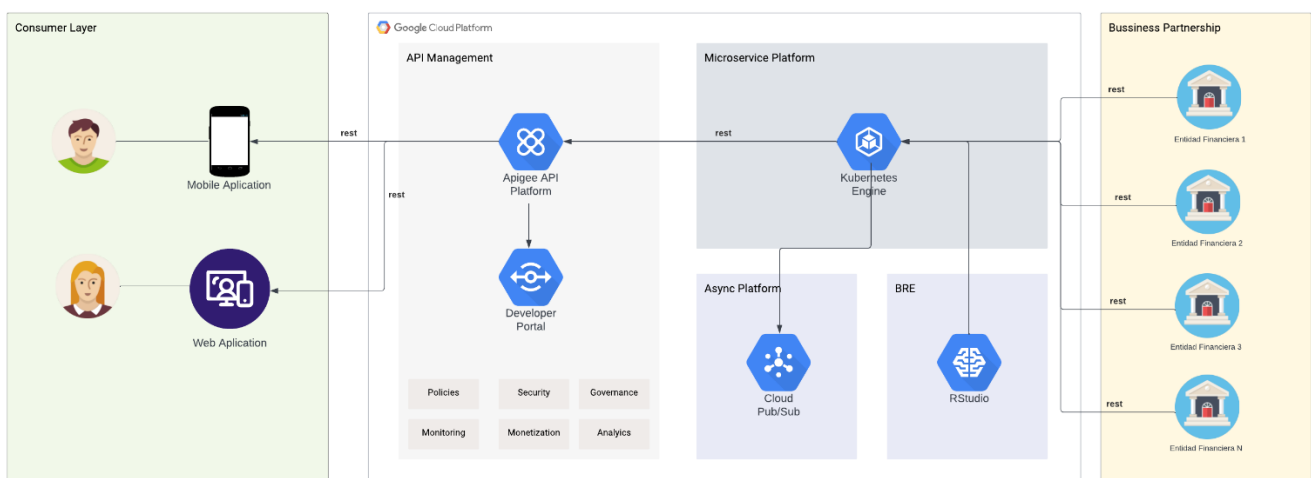 Consumer Layer
Mobile Aplication
Web Aplication
rest
rest
Google Cloud Platform
API Management
Apigee API
Platform
Developer
Portal
Policies
Security
Governance
Monitoring
Monetization
Analyics
rest
Microservice Platform
Kubernetes
Engine
Async Platform
Cloud
Pub/Sub
BRE
RStudio
Bussiness Partnership
rest
Entidad Financiera 1
rest
Entidad Financiera 2
rest
Entidad Financiera 3
rest
Entidad Financiera N